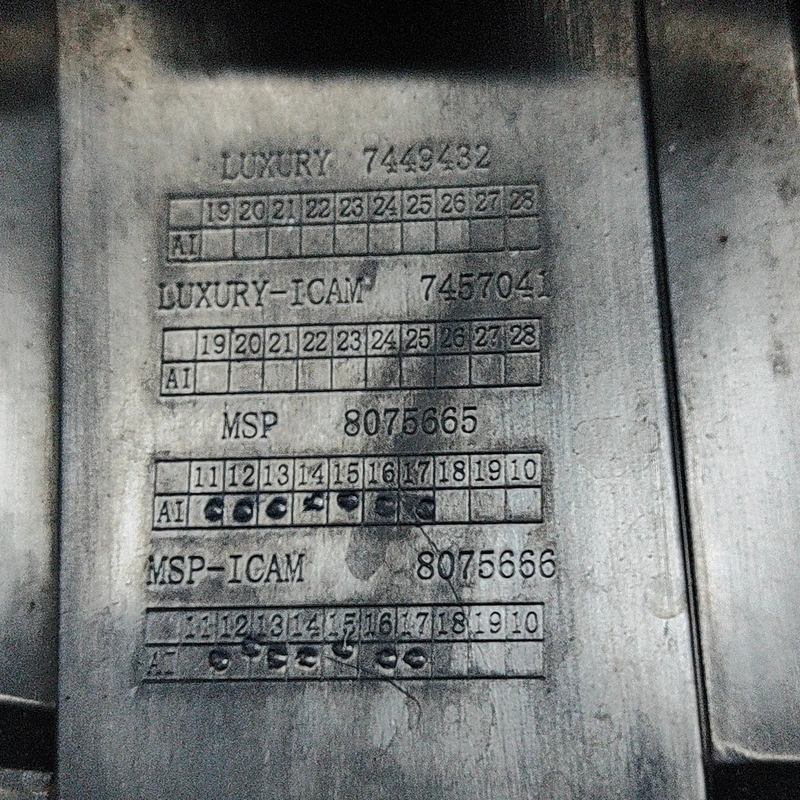 LUXURY 7449432
19 20 21 22 23 24 25 26 27 28
AI
LUXURY-ICAM 7457041
19 20 21 22 23 24 25 26 27 28
AI
MSP 8075665
11 12 13 14 15 16 17 18 19 10
AI
MSP-ICAM 8075666
11 12 13 14 15 16 17 18 19 10
AI